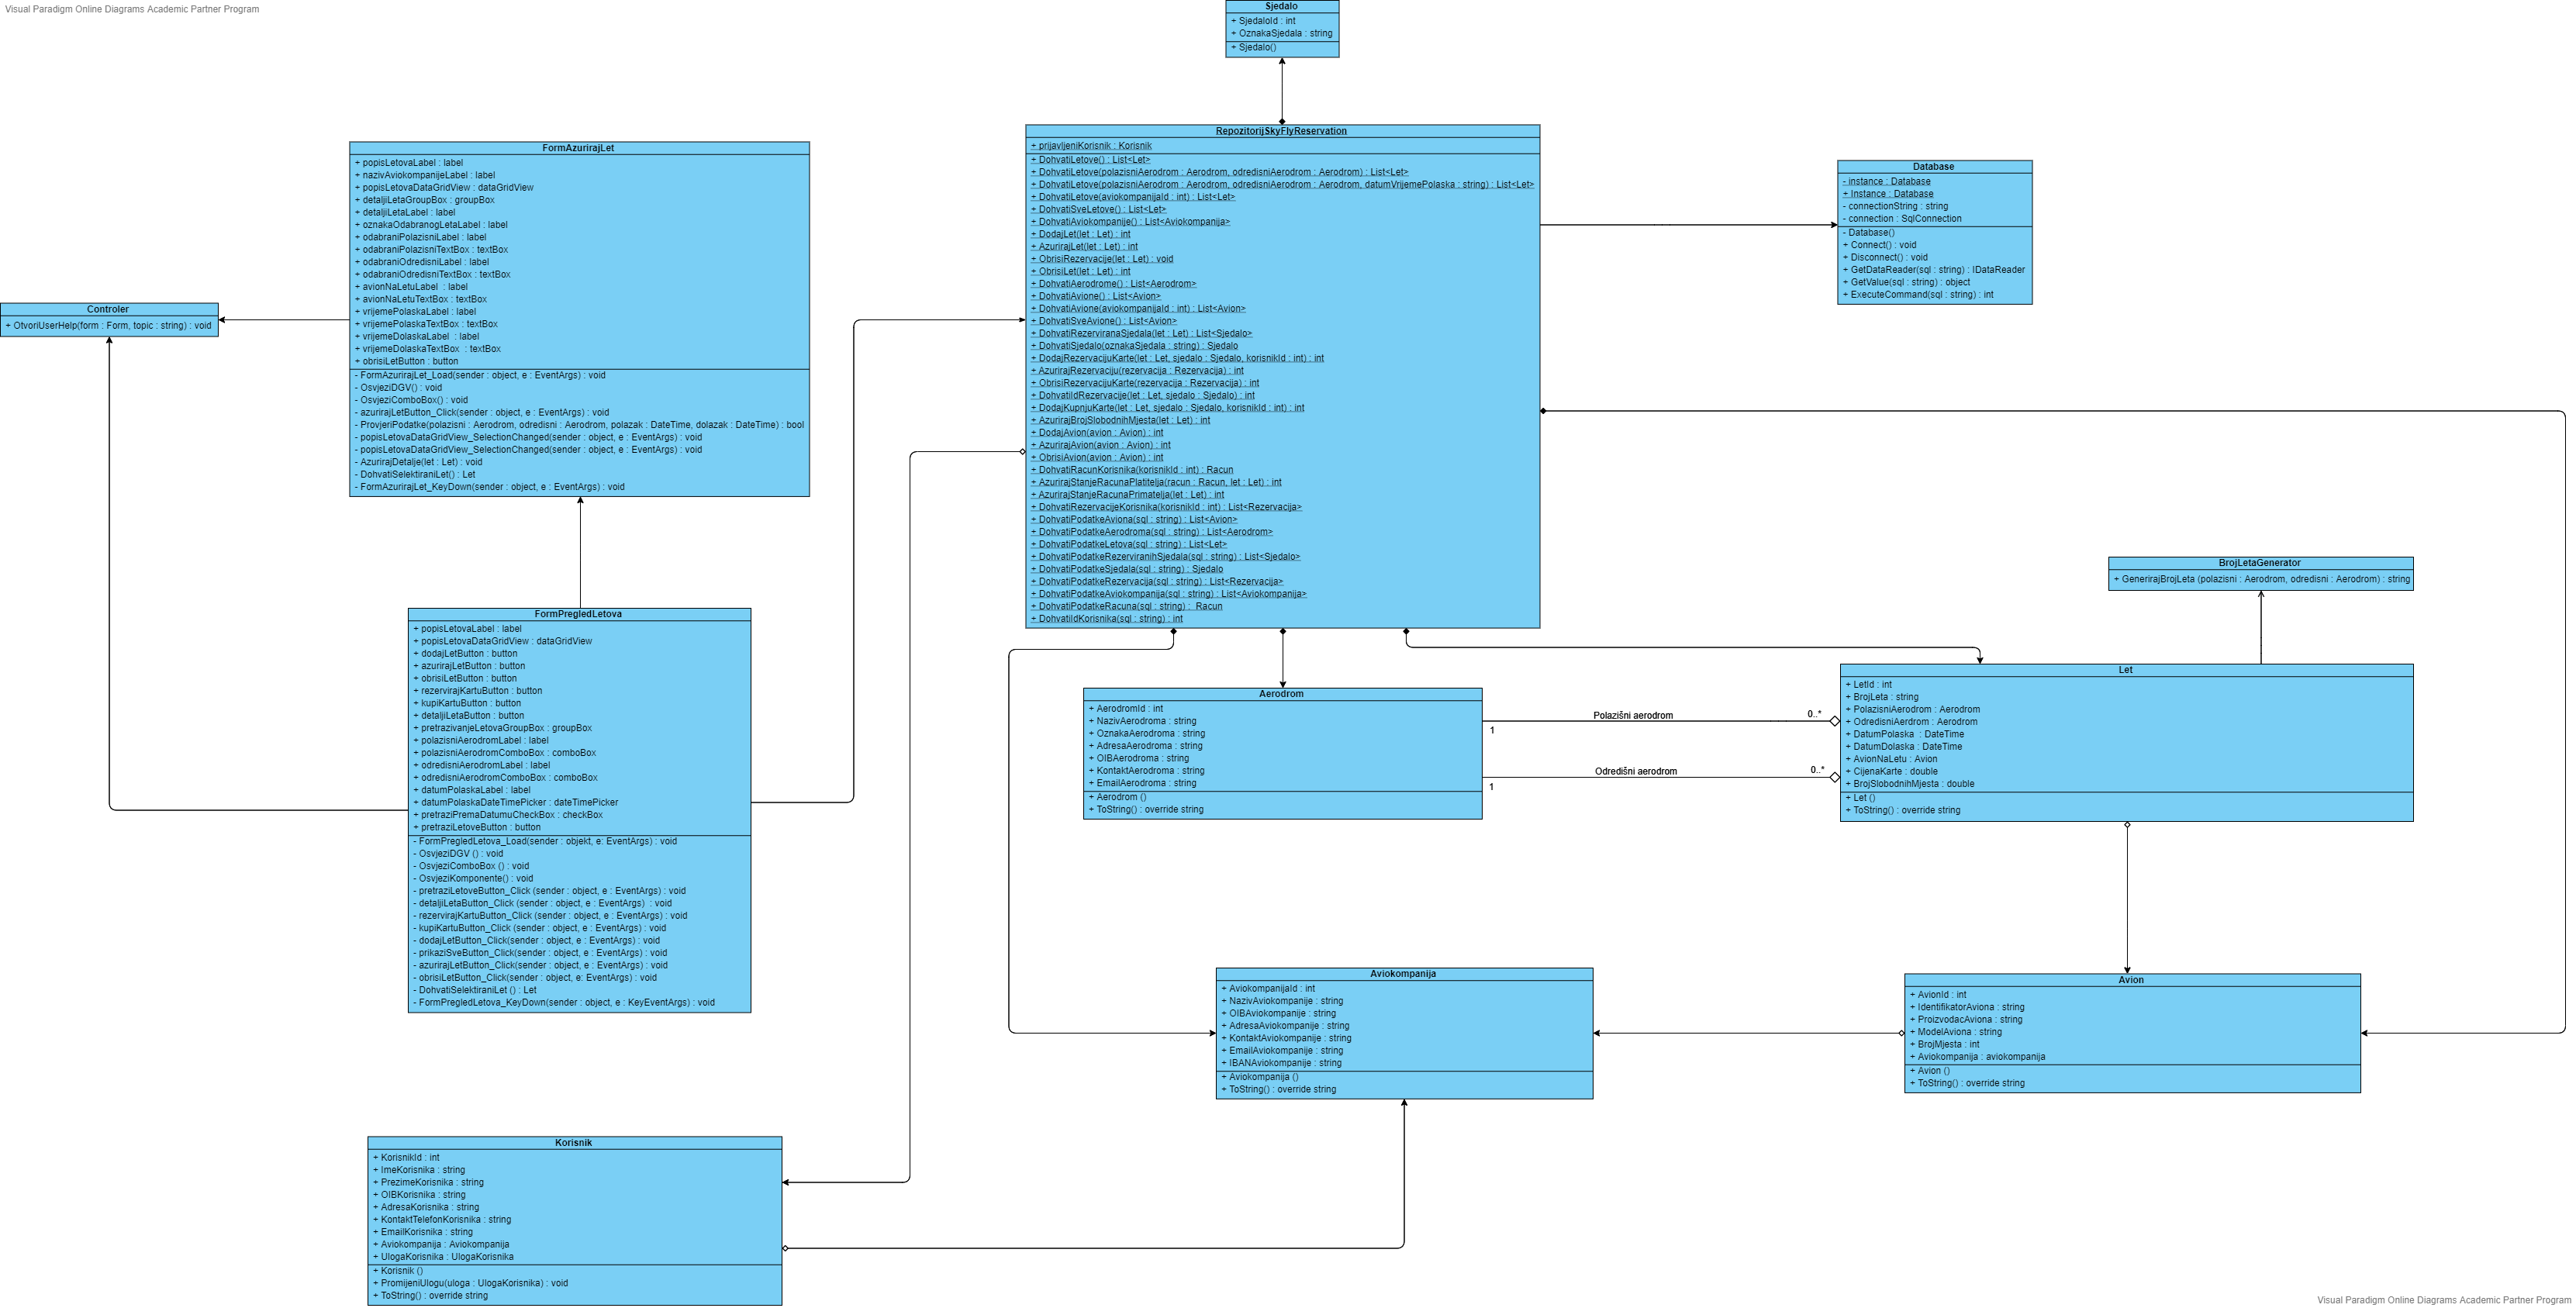 Visual Paradigm Online Diagrams Academic Partner Program
Sjedalo
+ SjedaloId : int
+ OznakaSjedala : string
+ Sjedalo()
RepozitorijSkyFlyReservation
+ prijavljeniKorisnik : Korisnik
+ DohvatiLetove() : List<Let>
+ DohvatiLetove(polazisniAerodrom : Aerodrom, odredisniAerodrom : Aerodrom) : List<Let>
+ DohvatiLetove(polazisniAerodrom : Aerodrom, odredisniAerodrom : Aerodrom, datumVrijemePolaska : string) : List<Let>
+ DohvatiLetove(aviokompanijaId : int) : List<Let>
+ DohvatiSveLetove() : List<Let>
+ DohvatiAviokompanije() : List<Aviokompanija>
+ DodajLet(let : Let) : int
+ AzurirajLet(let : Let) : int
+ ObrisiRezervacije(let : Let) : void
+ ObrisiLet(let : Let) : int
+ DohvatiAerodrome() : List<Aerodrom>
+ DohvatiAvione() : List<Avion>
+ DohvatiAvione(aviokompanijaId : int) : List<Avion>
+ DohvatiSveAvione() : List<Avion>
+ DohvatiRezerviranaSjedala(let : Let) : List<Sjedalo>
+ DohvatiSjedalo(oznakaSjedala : string) : Sjedalo
+ DodajRezervacijuKarte(let : Let, sjedalo : Sjedalo, korisnikId : int) : int
+ AzurirajRezervaciju(rezervacija : Rezervacija) : int
+ ObrisiRezervacijuKarte(rezervacija : Rezervacija) : int
+ DohvatiIdRezervacije(let : Let, sjedalo : Sjedalo) : int
+ DodajKupnjuKarte(let : Let, sjedalo : Sjedalo, korisnikId : int) : int
+ AzurirajBrojSlobodnihMjesta(let : Let) : int
+ DodajAvion(avion : Avion) : int
+ AzurirajAvion(avion : Avion) : int
+ ObrisiAvion(avion : Avion) : int
+ DohvatiRacunKorisnika(korisnikId : int) : Racun
+ AzurirajStanjeRacunaPlatitelja(racun : Racun, let : Let) : int
+ AzurirajStanjeRacunaPrimatelja(let : Let) : int
+ DohvatiRezervacijeKorisnika(korisnikId : int) : List<Rezervacija>
+ DohvatiPodatkeAviona(sql : string) : List<Avion>
+ DohvatiPodatkeAerodroma(sql : string) : List<Aerodrom>
+ DohvatiPodatkeLetova(sql : string) : List<Let>
+ DohvatiPodatkeRezerviranihSjedala(sql : string) : List<Sjedalo>
+ DohvatiPodatkeSjedala(sql : string) : Sjedalo
+ DohvatiPodatkeRezervacija(sql : string) : List<Rezervacija>
+ DohvatiPodatkeAviokompanija(sql : string) : List<Aviokompanija>
+ DohvatiPodatkeRacuna(sql : string) : Racun
+ DohvatiIdKorisnika(sql : string) : int
FormAzurirajLet
+ popisLetovaLabel : label
+ nazivAviokompanijeLabel : label
+ popisLetovaDataGridView : dataGridView
+ detaljiLetaGroupBox : groupBox
+ detaljiLetaLabel : label
+ oznakaOdabranogLetaLabel : label
+ odabraniPolazisniLabel : label
+ odabraniPolazisniTextBox : textBox
+ odabraniOdredisniLabel : label
+ odabraniOdredisniTextBox : textBox
+ avionNaLetuLabel : label
+ avionNaLetuTextBox : textBox
+ vrijemePolaskaLabel : label
+ vrijemePolaskaTextBox : textBox
+ vrijemeDolaskaLabel : label
+ vrijemeDolaskaTextBox : textBox
+ obrisiLetButton : button
- FormAzurirajLet_Load(sender : object, e : EventArgs) : void
- OsvjeziDGV() : void
- OsvjeziComboBox() : void
- azurirajLetButton_Click(sender : object, e : EventArgs) : void
- ProvjeriPodatke(polazisni : Aerodrom, odredisni : Aerodrom, polazak : DateTime, dolazak : DateTime) : bool
- popisLetovaDataGridView_SelectionChanged(sender : object, e : EventArgs) : void
- popisLetovaDataGridView_SelectionChanged(sender : object, e : EventArgs) : void
- AzurirajDetalje(let : Let) : void
- DohvatiSelektiraniLet() : Let
- FormAzurirajLet_KeyDown(sender : object, e : EventArgs) : void
Database
- instance : Database
+ Instance : Database
- connectionString : string
- connection : SqlConnection
- Database()
+ Connect() : void
+ Disconnect() : void
+ GetDataReader(sql : string) : IDataReader
+ GetValue(sql : string) : object
+ ExecuteCommand(sql : string) : int
Controler
+ OtvoriUserHelp(form : Form, topic : string) : void
BrojLetaGenerator
+ GenerirajBrojLeta (polazisni : Aerodrom, odredisni : Aerodrom) : string
FormPregledLetova
+ popisLetovaLabel : label
+ popisLetovaDataGridView : dataGridView
+ dodajLetButton : button
+ azurirajLetButton : button
+ obrisiLetButton : button
+ rezervirajKartuButton : button
+ kupiKartuButton : button
+ detaljiLetaButton : button
+ pretrazivanjeLetovaGroupBox : groupBox
+ polazisniAerodromLabel : label
+ polazisniAerodromComboBox : comboBox
+ odredisniAerodromLabel : label
+ odredisniAerodromComboBox : comboBox
+ datumPolaskaLabel : label
+ datumPolaskaDateTimePicker : dateTimePicker
+ pretraziPremaDatumuCheckBox : checkBox
+ pretraziLetoveButton : button
- FormPregledLetova_Load(sender : objekt, e: EventArgs) : void
- OsvjeziDGV () : void
- OsvjeziComboBox () : void
- OsvjeziKomponente() : void
- pretraziLetoveButton_Click (sender : object, e : EventArgs) : void
- detaljiLetaButton_Click (sender : object, e : EventArgs) : void
- rezervirajKartuButton_Click (sender : object, e : EventArgs) : void
- kupiKartuButton_Click (sender : object, e : EventArgs) : void
- dodajLetButton_Click(sender : object, e : EventArgs) : void
- prikaziSveButton_Click(sender : object, e : EventArgs) : void
- azurirajLetButton_Click(sender : object, e : EventArgs) : void
- obrisiLetButton_Click(sender : object, e: EventArgs) : void
- DohvatiSelektiraniLet () : Let
- FormPregledLetova_KeyDown(sender : object, e : KeyEventArgs) : void
Aerodrom
+ AerodromId : int
+ NazivAerodroma : string
+ OznakaAerodroma : string
+ AdresaAerodroma : string
+ OIBAerodroma : string
+ KontaktAerodroma : string
+ EmailAerodroma : string
+ Aerodrom ()
+ ToString() : override string
Polazišni aerodrom
0..*
1
Odredišni aerodrom
0..*
1
Let
+ LetId : int
+ BrojLeta : string
+ PolazisniAerodrom : Aerodrom
+ OdredisniAerdrom : Aerodrom
+ DatumPolaska : DateTime
+ DatumDolaska : DateTime
+ AvionNaLetu : Avion
+ CijenaKarte : double
+ BrojSlobodnihMjesta : double
+ Let ()
+ ToString() : override string
Aviokompanija
+ AviokompanijaId : int
+ NazivAviokompanije : string
+ OIBAviokompanije : string
+ AdresaAviokompanije : string
+ KontaktAviokompanije : string
+ EmailAviokompanije : string
+ IBANAviokompanije : string
+ Aviokompanija ()
+ ToString() : override string
Avion
+ AvionId : int
+ IdentifikatorAviona : string
+ ProizvodacAviona : string
+ ModelAviona : string
+ BrojMjesta : int
+ Aviokompanija : aviokompanija
+ Avion ()
+ ToString() : override string
Korisnik
+ KorisnikId : int
+ ImeKorisnika : string
+ PrezimeKorisnika : string
+ OIBKorisnika : string
+ AdresaKorisnika : string
+ KontaktTelefonKorisnika : string
+ EmailKorisnika : string
+ Aviokompanija : Aviokompanija
+ UlogaKorisnika : UlogaKorisnika
+ Korisnik ()
+ PromijeniUlogu(uloga : UlogaKorisnika) : void
+ ToString() : override string
Visual Paradigm Online Diagrams Academic Partner Program